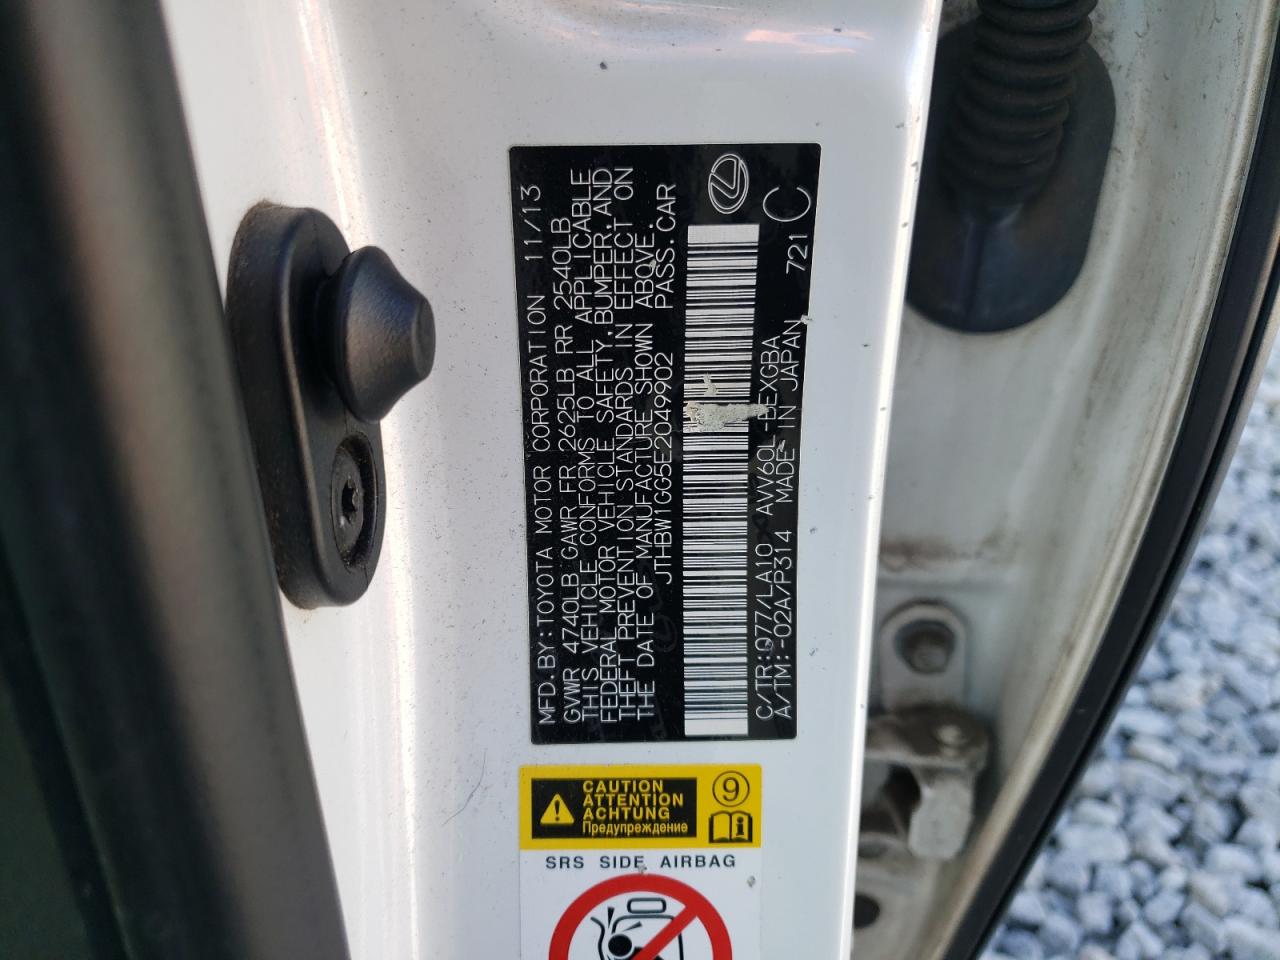 MFD.BY:TOYOTA MOTOR CORPORATION 11/13
GVWR 4740LB GAWR FR 2625LB RR 2540LB
THIS VEHICLE CONFORMS TO ALL APPLICABLE
FEDERAL MOTOR VEHICLE SAFETY,BUMPER,AND
THEFT PREVENTION STANDARDS IN EFFECT ON
THE DATE OF MANUFACTURE SHOWN ABOVE.
JTHBW1GG5E2049902 PASS.CAR
C/TR:077/LA10 AVV60L -BEXGBA 721 C
A/TM:-02A/P314 MADE IN JAPAN
CAUTION
ATTENTION
ACHTUNG
Предупреждение
9
i
SRS SIDE AIRBAG